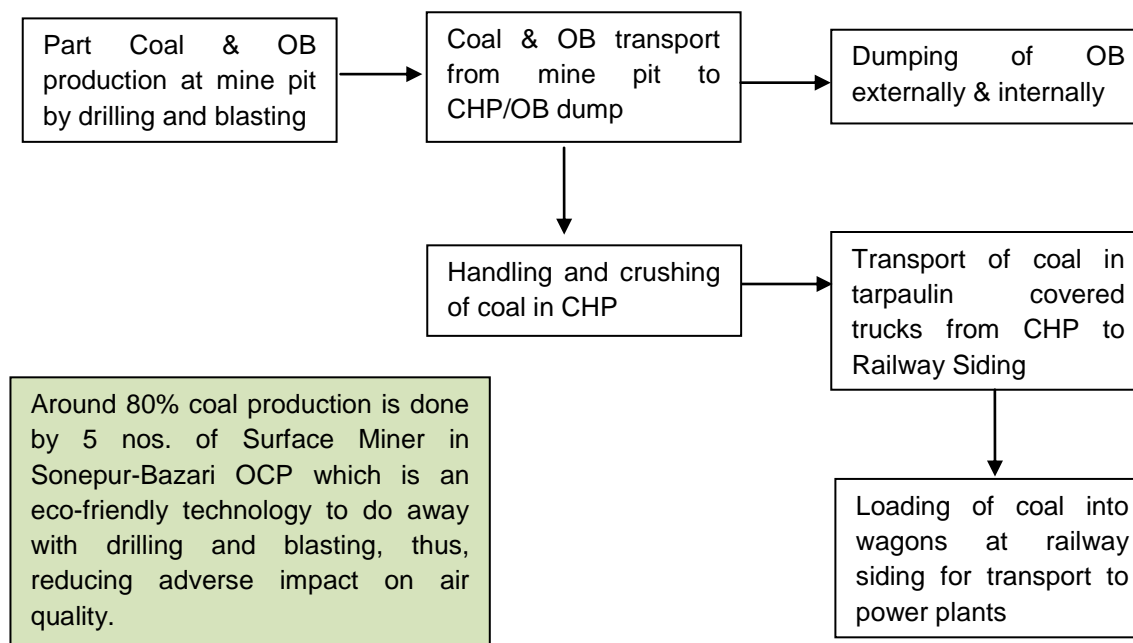 Part Coal & OB
production at mine pit
by drilling and blasting
Coal & OB transport
from mine pit to
CHP/OB dump
Dumping of OB
externally & internally
Handling and crushing
of coal in CHP
Transport of coal in
tarpaulin covered
trucks from CHP to
Railway Siding
Around 80% coal production is done
by 5 nos. of Surface Miner in
Sonepur-Bazari OCP which is an
eco-friendly technology to do away
with drilling and blasting, thus,
reducing adverse impact on air
quality.
Loading of coal into
wagons at railway
siding for transport to
power plants